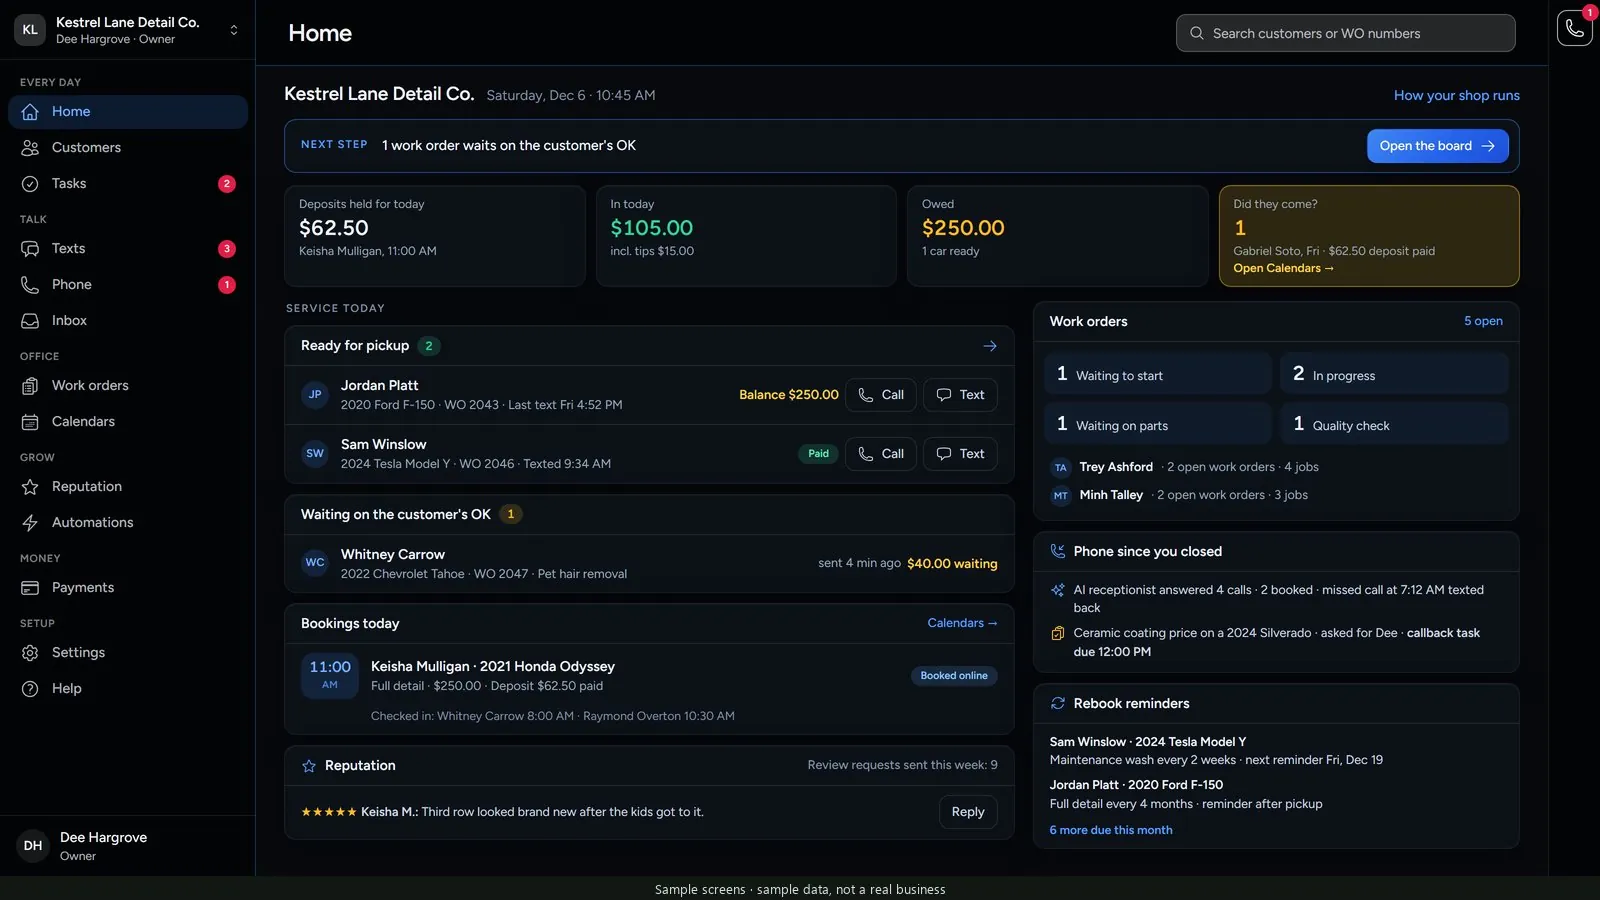 KL
Kestrel Lane Detail Co.
Dee Hargrove · Owner
EVERY DAY
Home
Customers
Tasks
2
TALK
Texts
3
Phone
1
Inbox
OFFICE
Work orders
Calendars
GROW
Reputation
Automations
MONEY
Payments
SETUP
Settings
Help
DH
Dee Hargrove
Owner
Home
Search customers or WO numbers
1
Kestrel Lane Detail Co. Saturday, Dec 6 · 10:45 AM
How your shop runs
NEXT STEP 1 work order waits on the customer's OK
Open the board →
Deposits held for today
$62.50
Keisha Mulligan, 11:00 AM
In today
$105.00
incl. tips $15.00
Owed
$250.00
1 car ready
Did they come?
1
Gabriel Soto, Fri · $62.50 deposit paid
Open Calendars →
SERVICE TODAY
Ready for pickup 2
→
JP
Jordan Platt
2020 Ford F-150 · WO 2043 · Last text Fri 4:52 PM
Balance $250.00
Call
Text
SW
Sam Winslow
2024 Tesla Model Y · WO 2046 · Texted 9:34 AM
Paid
Call
Text
Waiting on the customer's OK 1
WC
Whitney Carrow
2022 Chevrolet Tahoe · WO 2047 · Pet hair removal
sent 4 min ago $40.00 waiting
Bookings today
Calendars →
11:00
AM
Keisha Mulligan · 2021 Honda Odyssey
Full detail · $250.00 · Deposit $62.50 paid
Booked online
Checked in: Whitney Carrow 8:00 AM · Raymond Overton 10:30 AM
Reputation
Review requests sent this week: 9
★★★★★ Keisha M.: Third row looked brand new after the kids got to it.
Reply
Work orders
5 open
1 Waiting to start
2 In progress
1 Waiting on parts
1 Quality check
TA Trey Ashford · 2 open work orders · 4 jobs
MT Minh Talley · 2 open work orders · 3 jobs
Phone since you closed
AI receptionist answered 4 calls · 2 booked · missed call at 7:12 AM texted
back
Ceramic coating price on a 2024 Silverado · asked for Dee · callback task
due 12:00 PM
Rebook reminders
Sam Winslow · 2024 Tesla Model Y
Maintenance wash every 2 weeks · next reminder Fri, Dec 19
Jordan Platt · 2020 Ford F-150
Full detail every 4 months · reminder after pickup
6 more due this month
Sample screens · sample data, not a real business